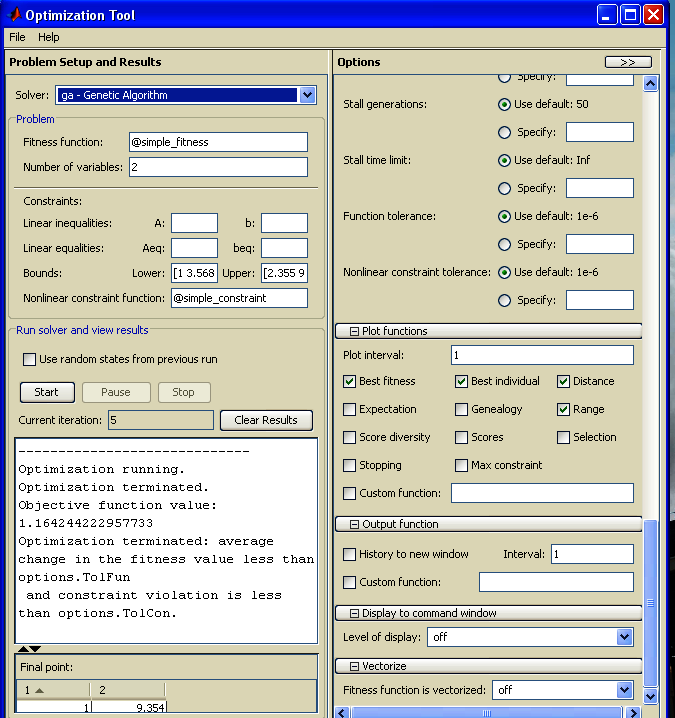 Optimization Tool
File Help
Problem Setup and Results
Solver: ga - Genetic Algorithm
Problem
Fitness function: @simple_fitness
Number of variables: 2
Constraints:
Linear inequalities: A: b:
Linear equalities: Aeq: beq:
Bounds: Lower: [1 3.568 Upper: [2.355 9
Nonlinear constraint function: @simple_constraint
Run solver and view results
Use random states from previous run
Start Pause Stop
Current iteration: 5 Clear Results
----------------------------
Optimization running.
Optimization terminated.
Objective function value:
1.164244222957733
Optimization terminated: average
change in the fitness value less than
options.TolFun
and constraint violation is less
than options.TolCon.
Final point:
1 2
1 9.354
Options >>
Specify:
Stall generations: Use default: 50
Specify:
Stall time limit: Use default: Inf
Specify:
Function tolerance: Use default: 1e-6
Specify:
Nonlinear constraint tolerance: Use default: 1e-6
Specify:
Plot functions
Plot interval: 1
Best fitness Best individual Distance
Expectation Genealogy Range
Score diversity Scores Selection
Stopping Max constraint
Custom function:
Output function
History to new window Interval: 1
Custom function:
Display to command window
Level of display: off
Vectorize
Fitness function is vectorized: off